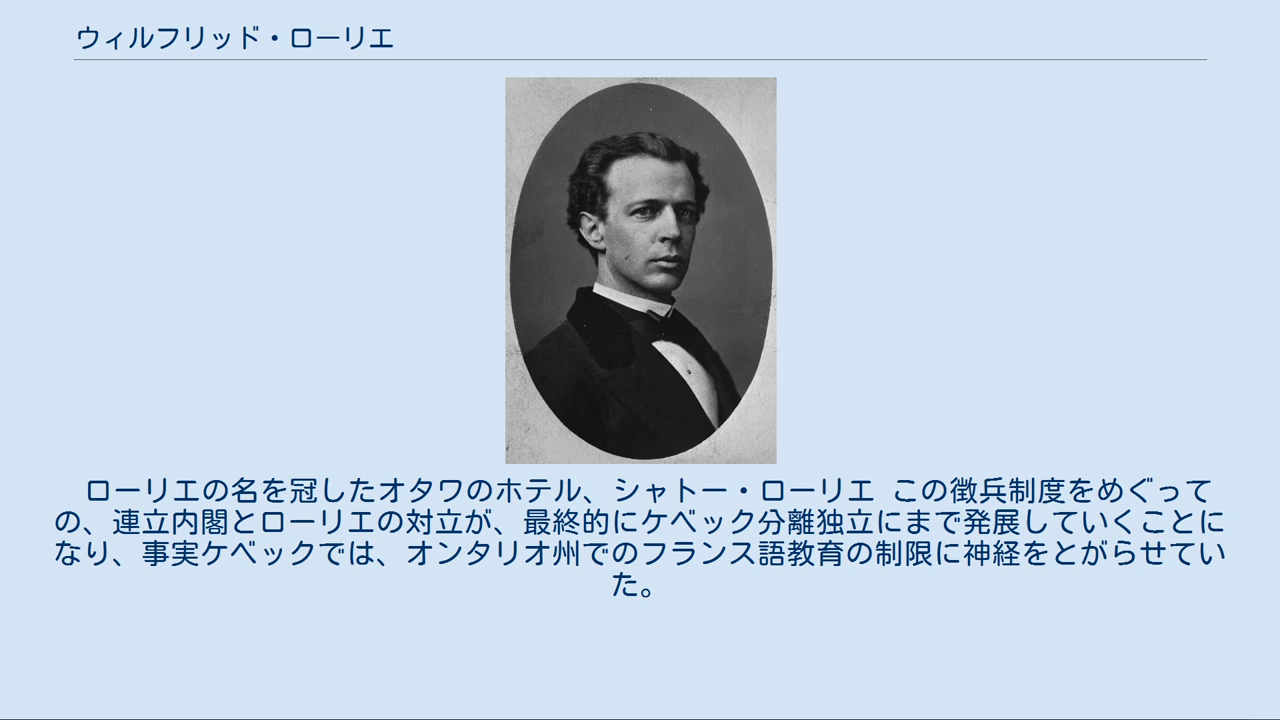 ウィルフリッド・ローリエ
ローリエの名を冠したオタワのホテル、シャトー・ローリエ この徴兵制度をめぐって
の、連立内閣とローリエの対立が、最終的にケベック分離独立にまで発展していくことに
なり、事実ケベックでは、オンタリオ州でのフランス語教育の制限に神経をとがらせてい
た。